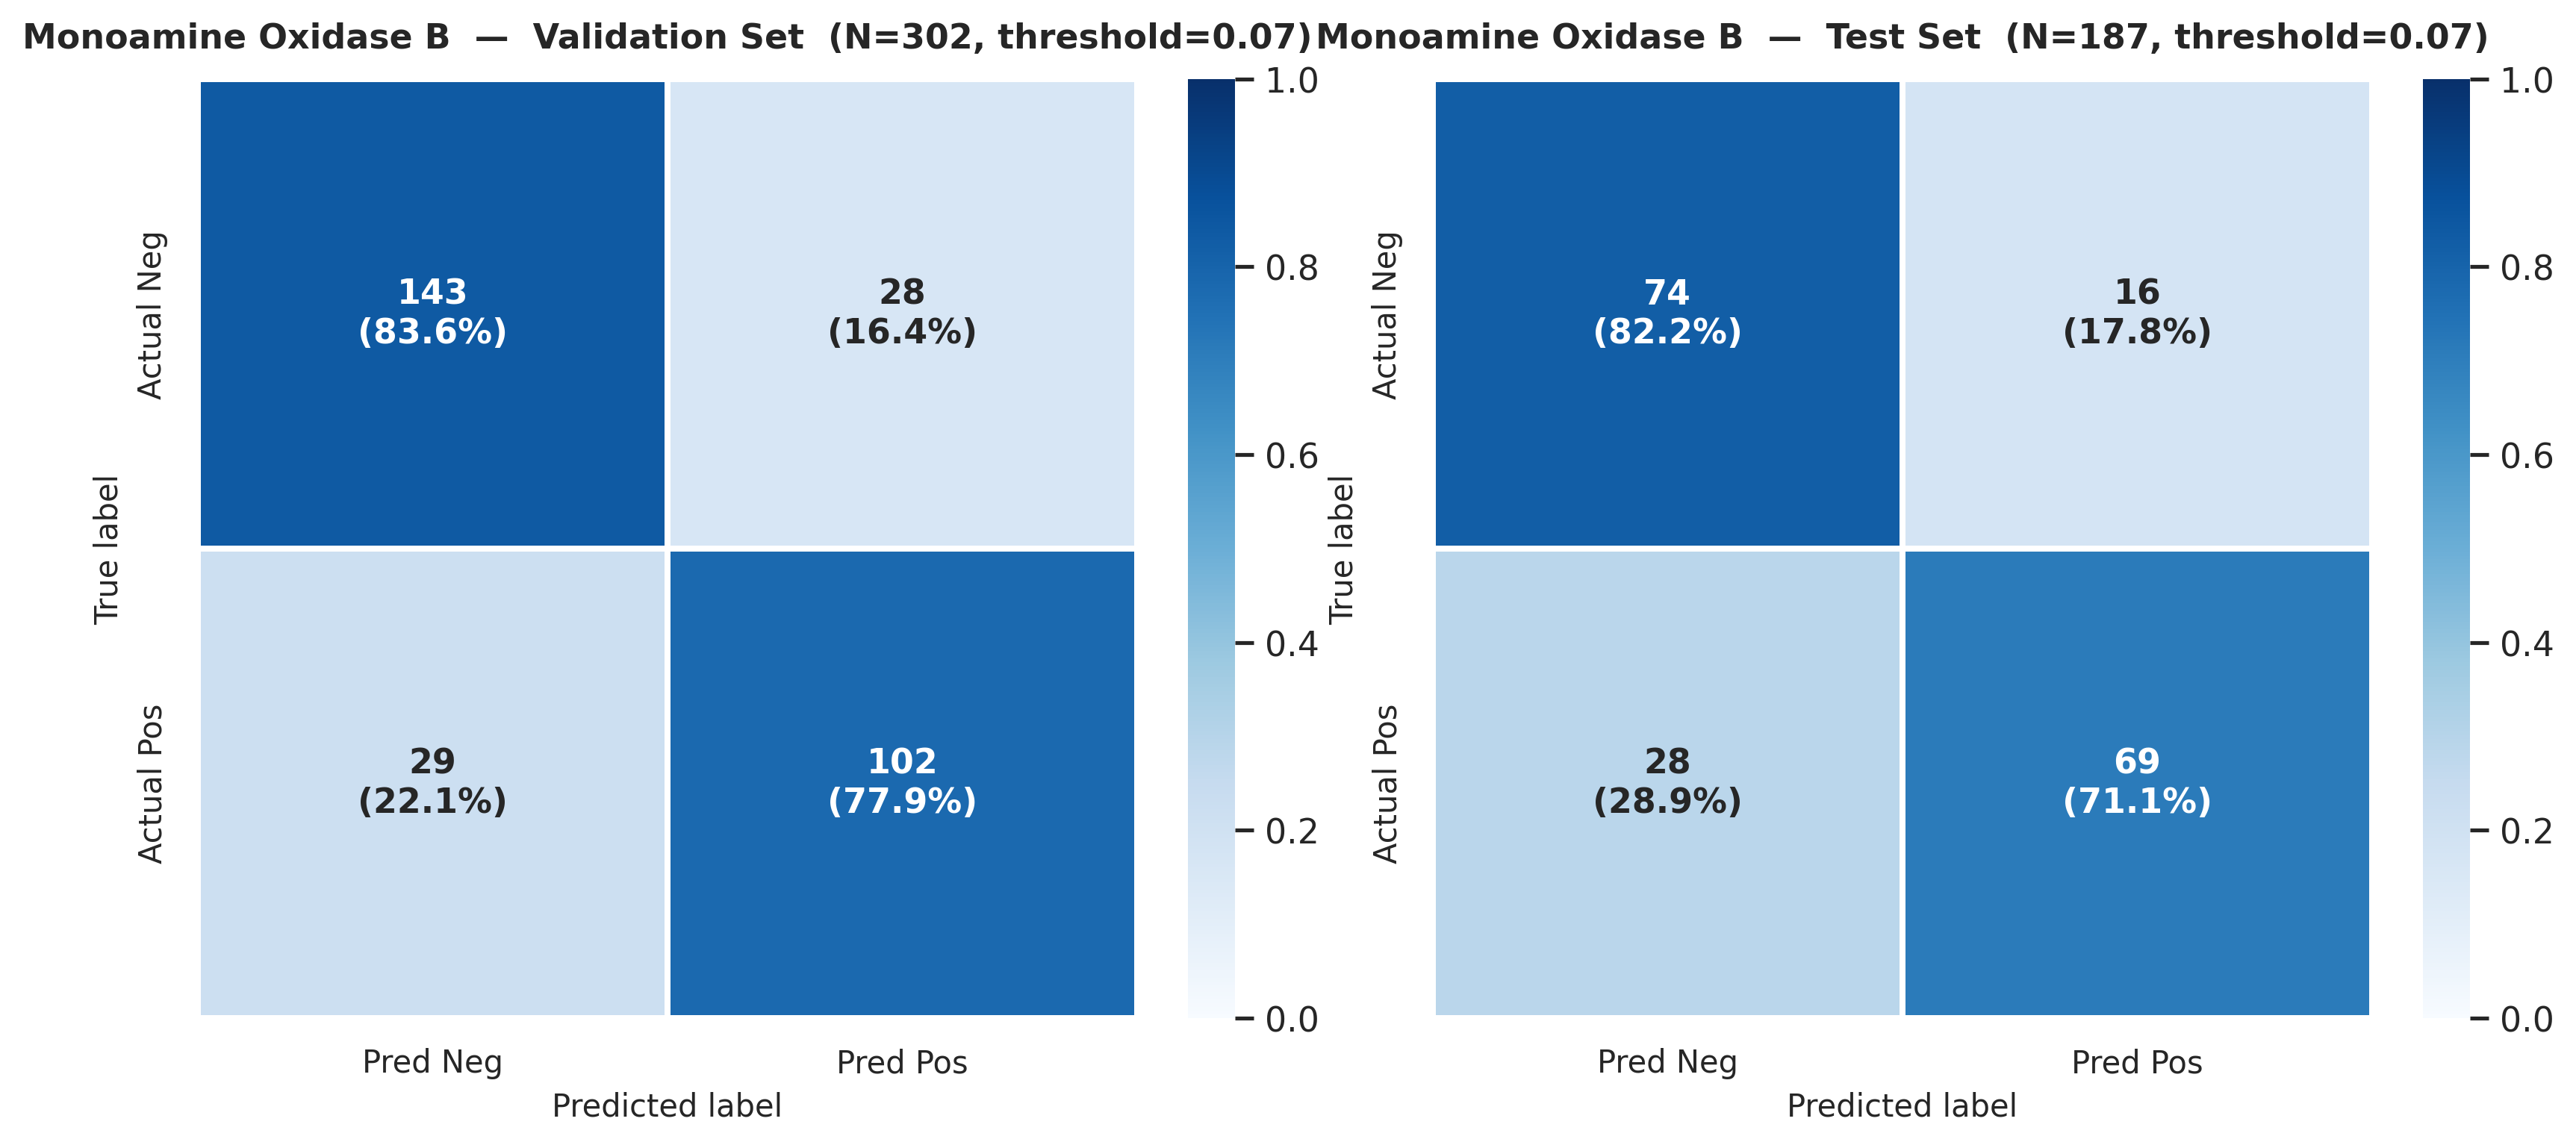 Monoamine Oxidase B — Validation Set (N=302, threshold=0.07)
1.0
0.8
0.6
0.4
0.2
0.0
True label
Actual Neg
Actual Pos
143
(83.6%)
28
(16.4%)
29
(22.1%)
102
(77.9%)
Pred Neg
Pred Pos
Predicted label
Monoamine Oxidase B — Test Set (N=187, threshold=0.07)
1.0
0.8
0.6
0.4
0.2
0.0
True label
Actual Neg
Actual Pos
74
(82.2%)
16
(17.8%)
28
(28.9%)
69
(71.1%)
Pred Neg
Pred Pos
Predicted label